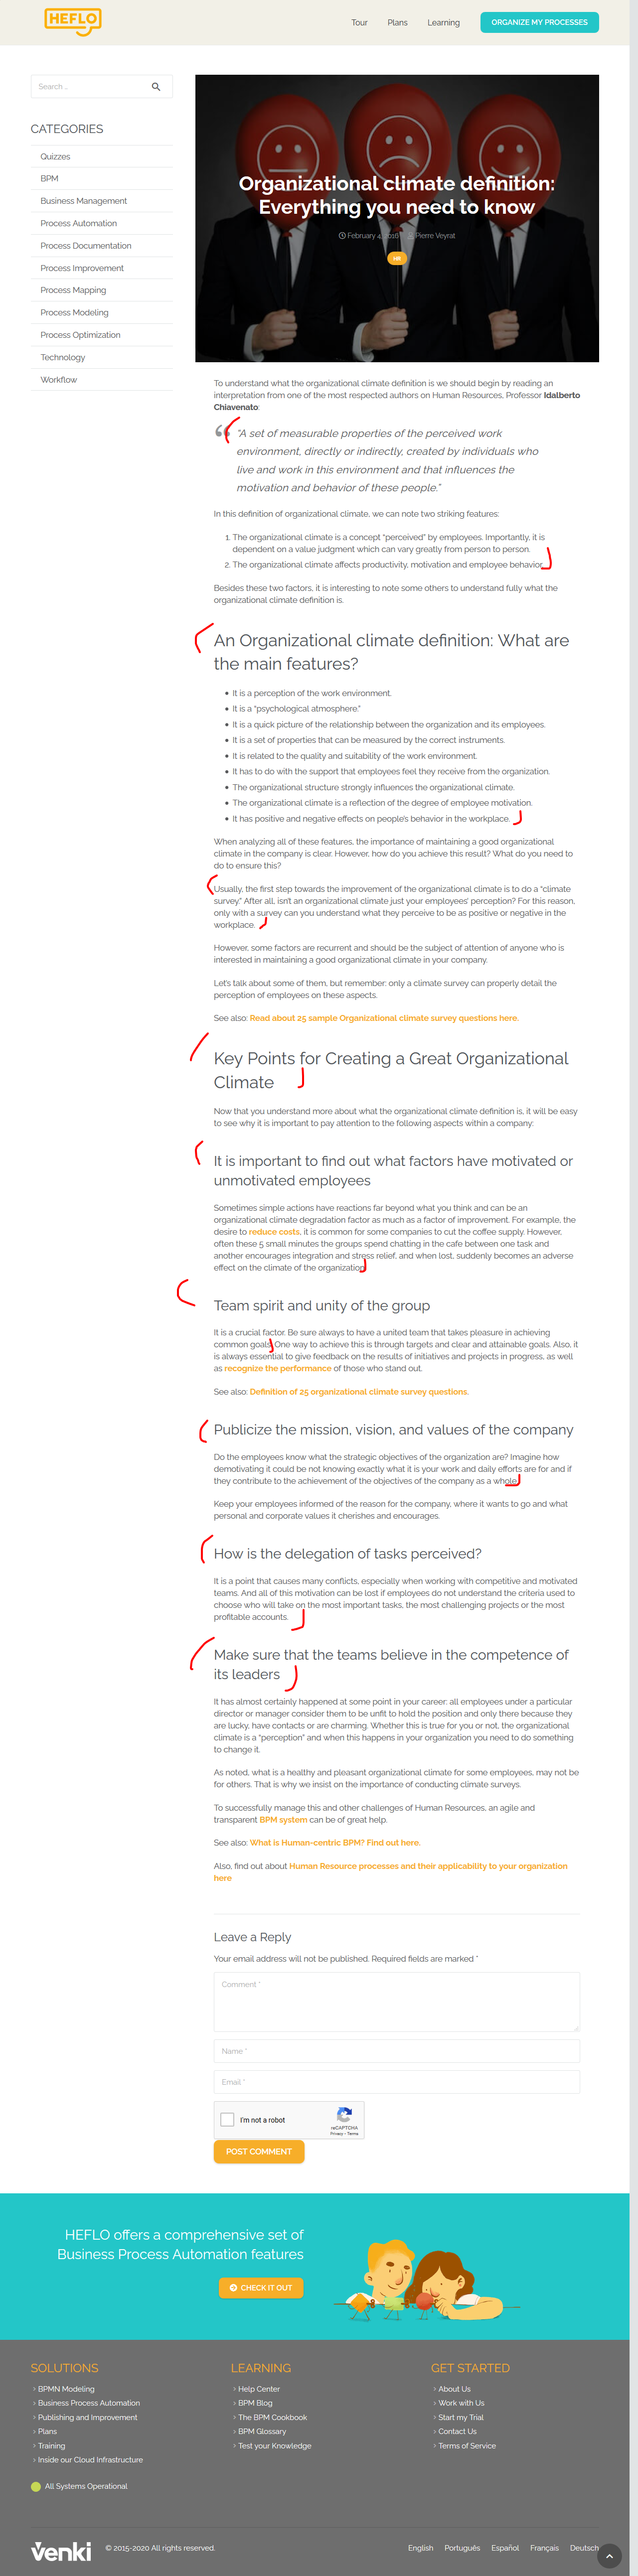 HEFLO
Tour
Plans
Learning
ORGANIZE MY PROCESSES
Search ...
CATEGORIES
Quizzes
BPM
Business Management
Process Automation
Process Documentation
Process Improvement
Process Mapping
Process Modeling
Process Optimization
Technology
Workflow
Organizational climate definition:
Everything you need to know
February 4, 2016
Pierre Veyrat
HR
To understand what the organizational climate definition is we should begin by reading an
interpretation from one of the most respected authors on Human Resources, Professor Idalberto
Chiavenato:
“A set of measurable properties of the perceived work
environment, directly or indirectly, created by individuals who
live and work in this environment and that influences the
motivation and behavior of these people.”
In this definition of organizational climate, we can note two striking features:
1. The organizational climate is a concept “perceived” by employees. Importantly, it is
dependent on a value judgment which can vary greatly from person to person.
2. The organizational climate affects productivity, motivation and employee behavior.
Besides these two factors, it is interesting to note some others to understand fully what the
organizational climate definition is.
An Organizational climate definition: What are
the main features?
It is a perception of the work environment.
It is a “psychological atmosphere.”
It is a quick picture of the relationship between the organization and its employees.
It is a set of properties that can be measured by the correct instruments.
It is related to the quality and suitability of the work environment.
It has to do with the support that employees feel they receive from the organization.
The organizational structure strongly influences the organizational climate.
The organizational climate is a reflection of the degree of employee motivation.
It has positive and negative effects on people’s behavior in the workplace.
When analyzing all of these features, the importance of maintaining a good organizational
climate in the company is clear. However, how do you achieve this result? What do you need to
do to ensure this?
Usually, the first step towards the improvement of the organizational climate is to do a “climate
survey.” After all, isn’t an organizational climate just your employees’ perception? For this reason,
only with a survey can you understand what they perceive to be as positive or negative in the
workplace.
However, some factors are recurrent and should be the subject of attention of anyone who is
interested in maintaining a good organizational climate in your company.
Let’s talk about some of them, but remember: only a climate survey can properly detail the
perception of employees on these aspects.
See also: Read about 25 sample Organizational climate survey questions here.
Key Points for Creating a Great Organizational
Climate
Now that you understand more about what the organizational climate definition is, it will be easy
to see why it is important to pay attention to the following aspects within a company:
It is important to find out what factors have motivated or
unmotivated employees
Sometimes simple actions have reactions far beyond what you think and can be an
organizational climate degradation factor as much as a factor of improvement. For example, the
desire to reduce costs, it is common for some companies to cut the coffee supply. However,
often these 5 small minutes the groups spend chatting in the cafe between one task and
another encourages integration and stress relief, and when lost, suddenly becomes an adverse
effect on the climate of the organization.
Team spirit and unity of the group
It is a crucial factor. Be sure always to have a united team that takes pleasure in achieving
common goals. One way to achieve this is through targets and clear and attainable goals. Also, it
is always essential to give feedback on the results of initiatives and projects in progress, as well
as recognize the performance of those who stand out.
See also: Definition of 25 organizational climate survey questions.
Publicize the mission, vision, and values of the company
Do the employees know what the strategic objectives of the organization are? Imagine how
demotivating it could be not knowing exactly what it is your work and daily efforts are for and if
they contribute to the achievement of the objectives of the company as a whole.
Keep your employees informed of the reason for the company, where it wants to go and what
personal and corporate values it cherishes and encourages.
How is the delegation of tasks perceived?
It is a point that causes many conflicts, especially when working with competitive and motivated
teams. And all of this motivation can be lost if employees do not understand the criteria used to
choose who will take on the most important tasks, the most challenging projects or the most
profitable accounts.
Make sure that the teams believe in the competence of
its leaders
It has almost certainly happened at some point in your career: all employees under a particular
director or manager consider them to be unfit to hold the position and only there because they
are lucky, have contacts or are charming. Whether this is true for you or not, the organizational
climate is a “perception” and when this happens in your organization you need to do something
to change it.
As noted, what is a healthy and pleasant organizational climate for some employees, may not be
for others. That is why we insist on the importance of conducting climate surveys.
To successfully manage this and other challenges of Human Resources, an agile and
transparent BPM system can be of great help.
See also: What is Human-centric BPM? Find out here.
Also, find out about Human Resource processes and their applicability to your organization
here
Leave a Reply
Your email address will not be published. Required fields are marked *
Comment *
Name *
Email *
I'm not a robot
reCAPTCHA
Privacy - Terms
POST COMMENT
HEFLO offers a comprehensive set of
Business Process Automation features
CHECK IT OUT
SOLUTIONS
BPMN Modeling
Business Process Automation
Publishing and Improvement
Plans
Training
Inside our Cloud Infrastructure
All Systems Operational
LEARNING
Help Center
BPM Blog
The BPM Cookbook
BPM Glossary
Test your Knowledge
GET STARTED
About Us
Work with Us
Start my Trial
Contact Us
Terms of Service
venki
© 2015-2020 All rights reserved.
English
Português
Español
Français
Deutsch